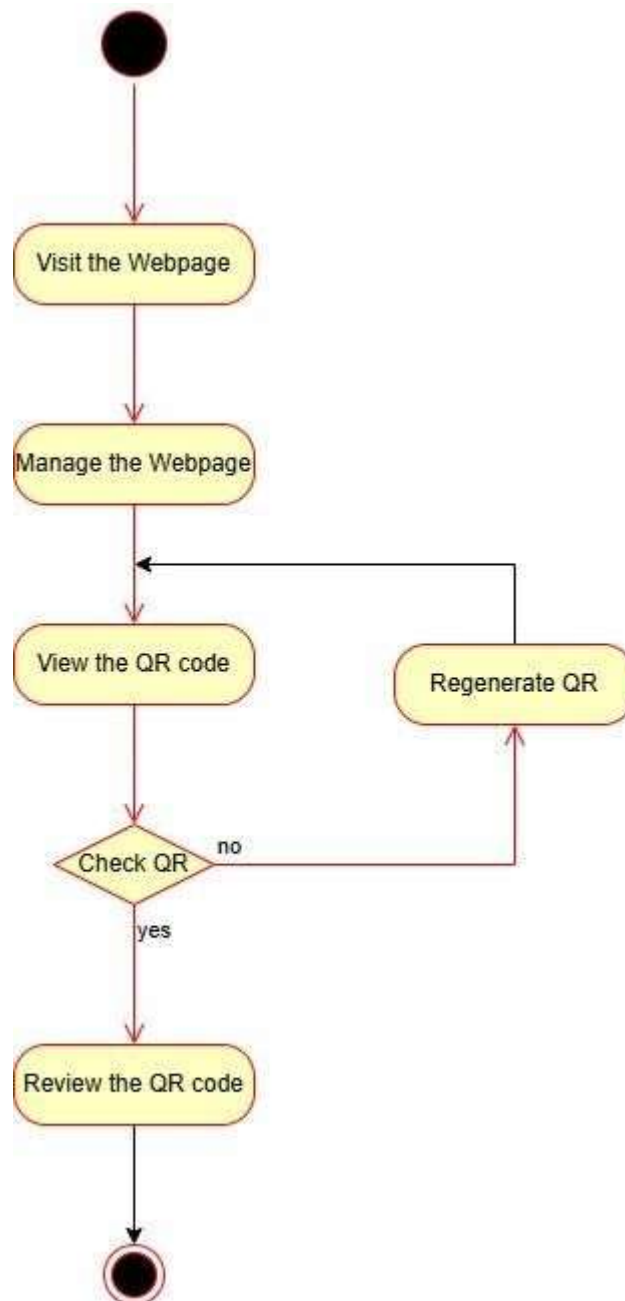 Visit the Webpage
Manage the Webpage
View the QR code
Regenerate QR
Check QR
no
yes
Review the QR code